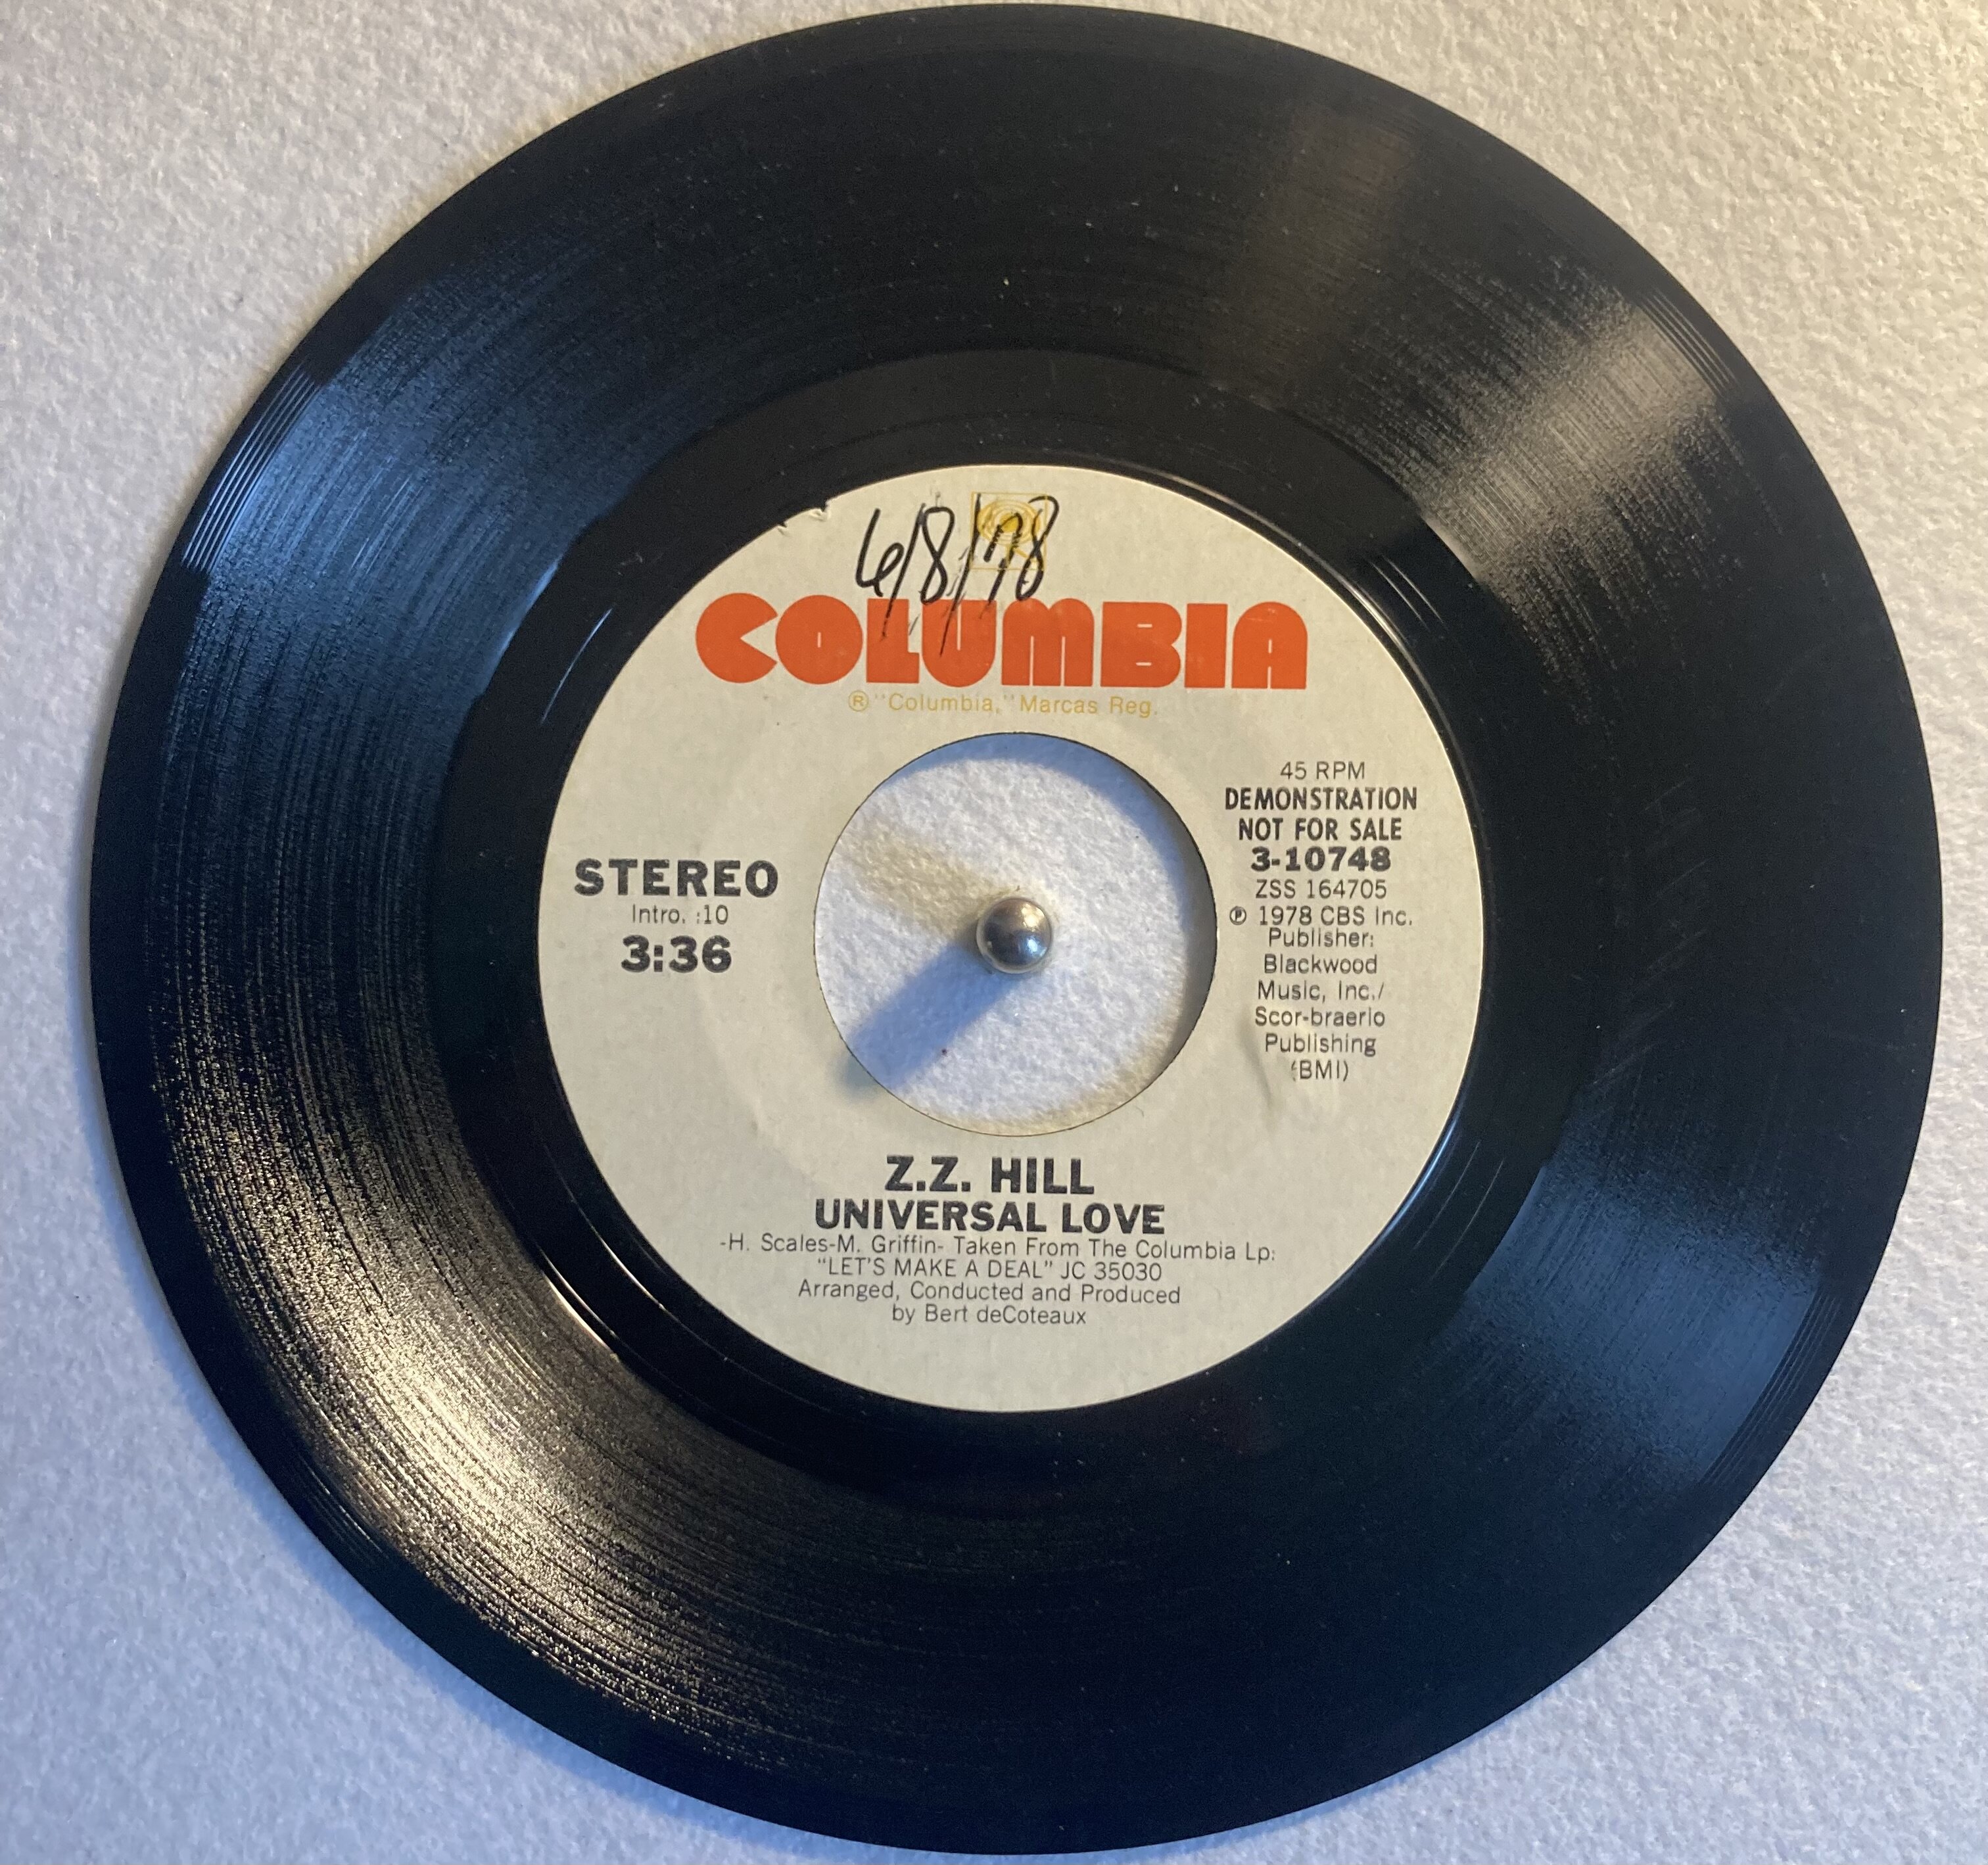 6/8/78
COLUMBIA
® "Columbia," Marcas Reg.
STEREO
Intro. :10
3:36
45 RPM
DEMONSTRATION
NOT FOR SALE
3-10748
ZSS 164705
℗ 1978 CBS Inc.
Publisher:
Blackwood
Music, Inc./
Scor-braerio
Publishing
(BMI)
Z.Z. HILL
UNIVERSAL LOVE
-H. Scales-M. Griffin- Taken From The Columbia Lp:
"LET'S MAKE A DEAL" JC 35030
Arranged, Conducted and Produced
by Bert deCoteaux